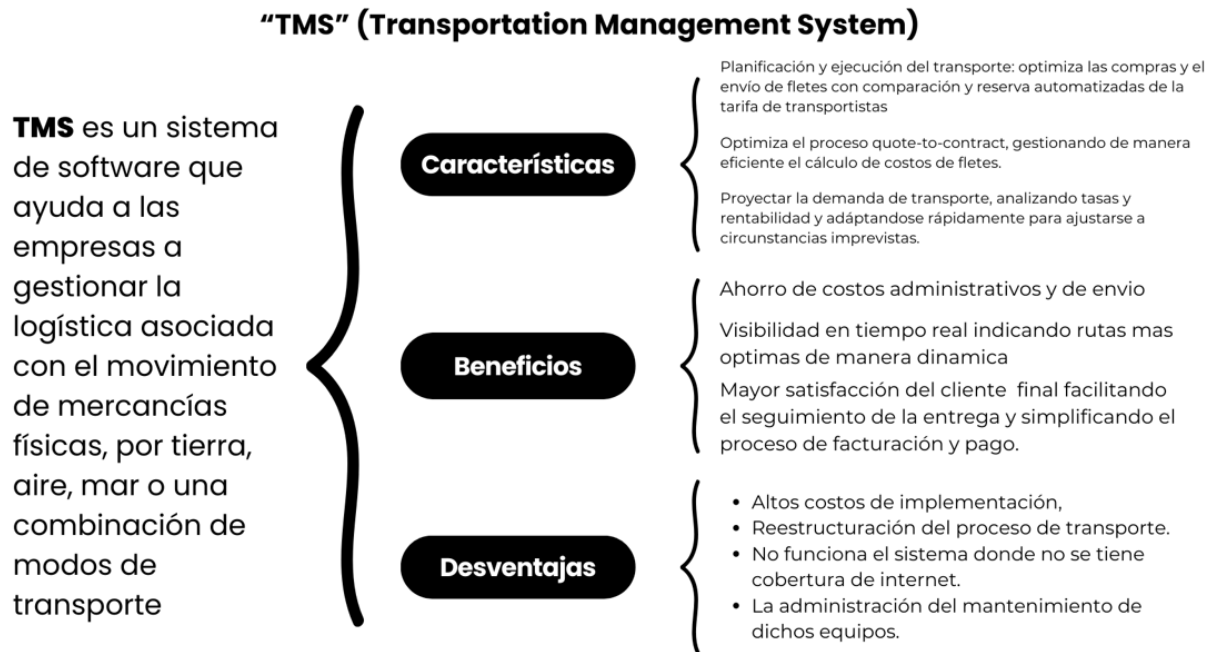 “TMS” (Transportation Management System)
TMS es un sistema
de software que
ayuda a las
empresas a
gestionar la
logística asociada
con el movimiento
de mercancías
físicas, por tierra,
aire, mar o una
combinación de
modos de
transporte
Característícas
Planificación y ejecución del transporte: optimiza las compras y el
envío de fletes con comparación y reserva automatizadas de la
tarifa de transportistas
Optimiza el proceso quote-to-contract, gestionando de manera
eficiente el cálculo de costos de fletes.
Proyectar la demanda de transporte, analizando tasas y
rentabilidad y adáptandose rápidamente para ajustarse a
circunstancias imprevistas.
Beneficios
Ahorro de costos administrativos y de envio
Visibilidad en tiempo real indicando rutas mas
optimas de manera dinamica
Mayor satisfacción del cliente final facilitando
el seguimiento de la entrega y simplificando el
proceso de facturación y pago.
Desventajas
• Altos costos de implementación,
• Reestructuración del proceso de transporte.
• No funciona el sistema donde no se tiene
cobertura de internet.
• La administración del mantenimiento de
dichos equipos.